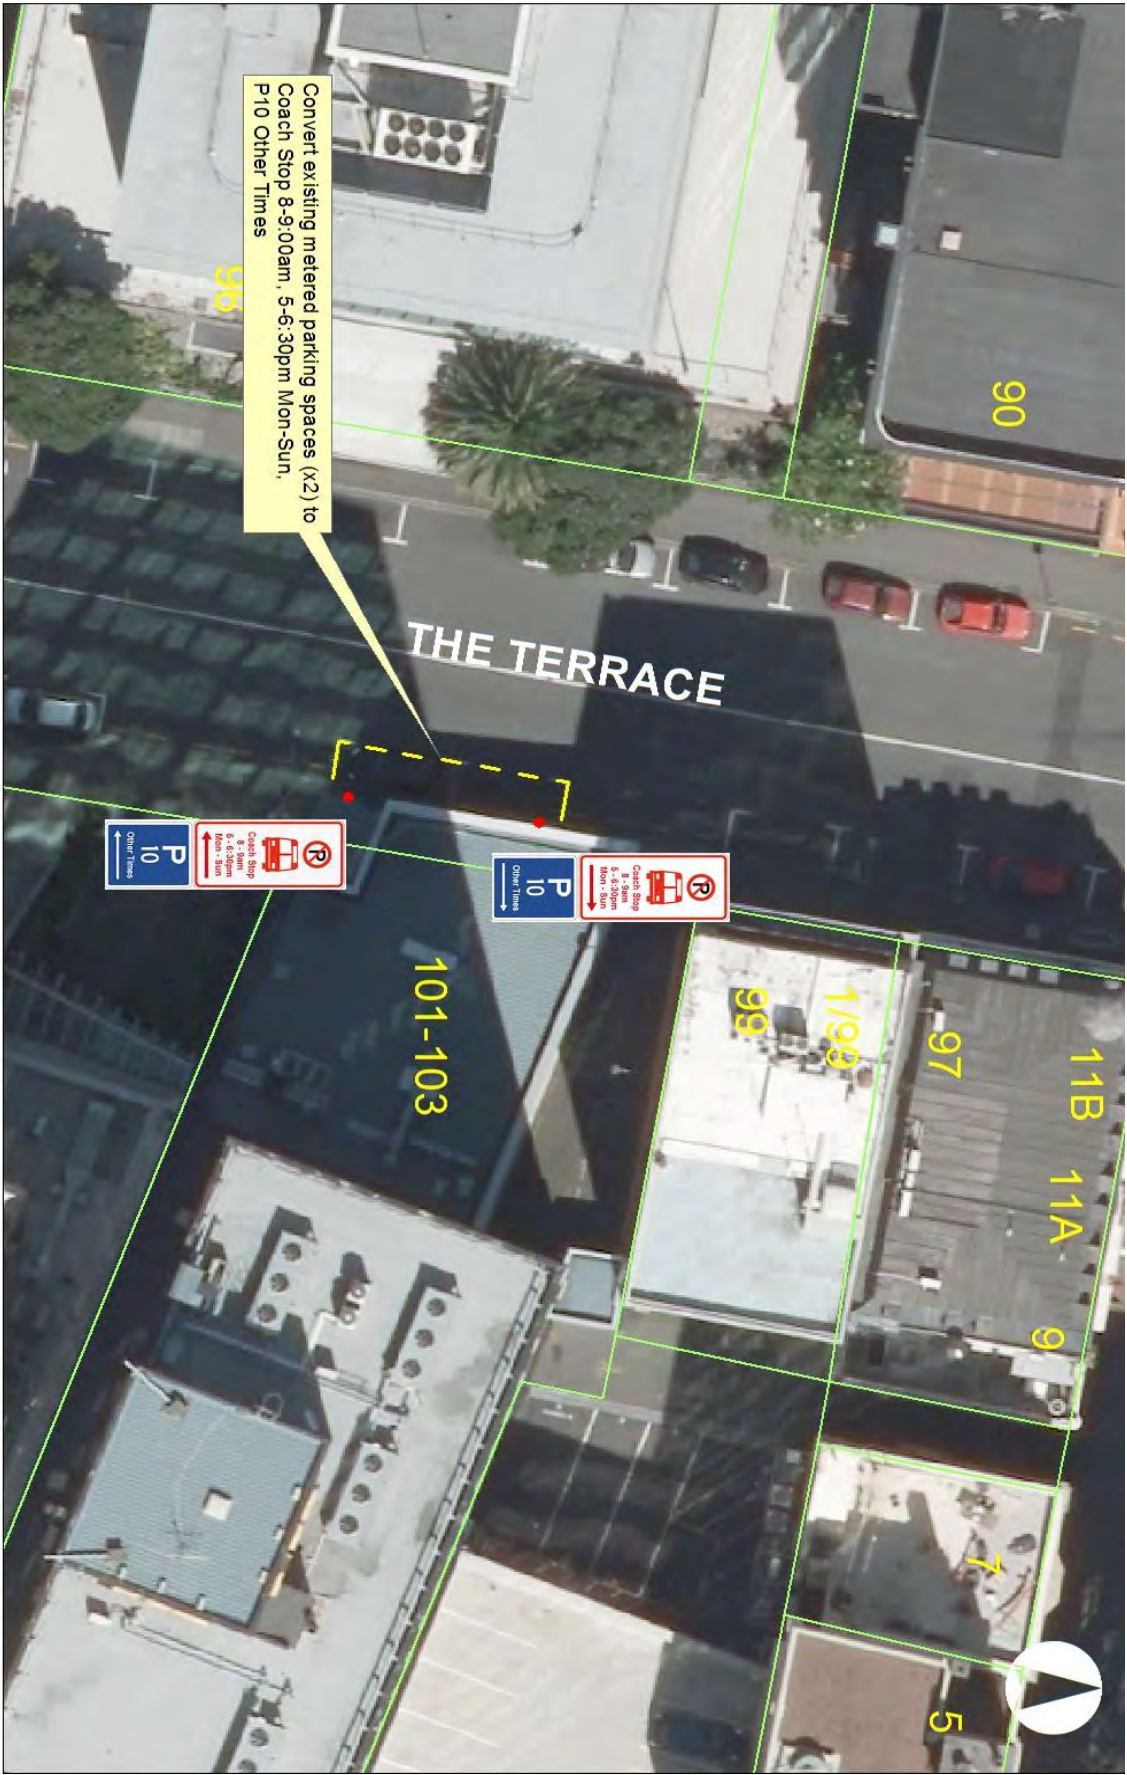 Convert existing metered parking spaces (x2) to
Coach Stop 8-9:00am, 5-6:30pm Mon-Sun,
P10 Other Times
96
90
THE TERRACE
P
Coach Stop
8 - 9am
5 - 6:30pm
Mon - Sun
P
10
Other Times
P
Coach Stop
8 - 9am
5 - 6:30pm
Mon - Sun
P
10
Other Times
101-103
99
1/99
97
11B
11A
9
7
5